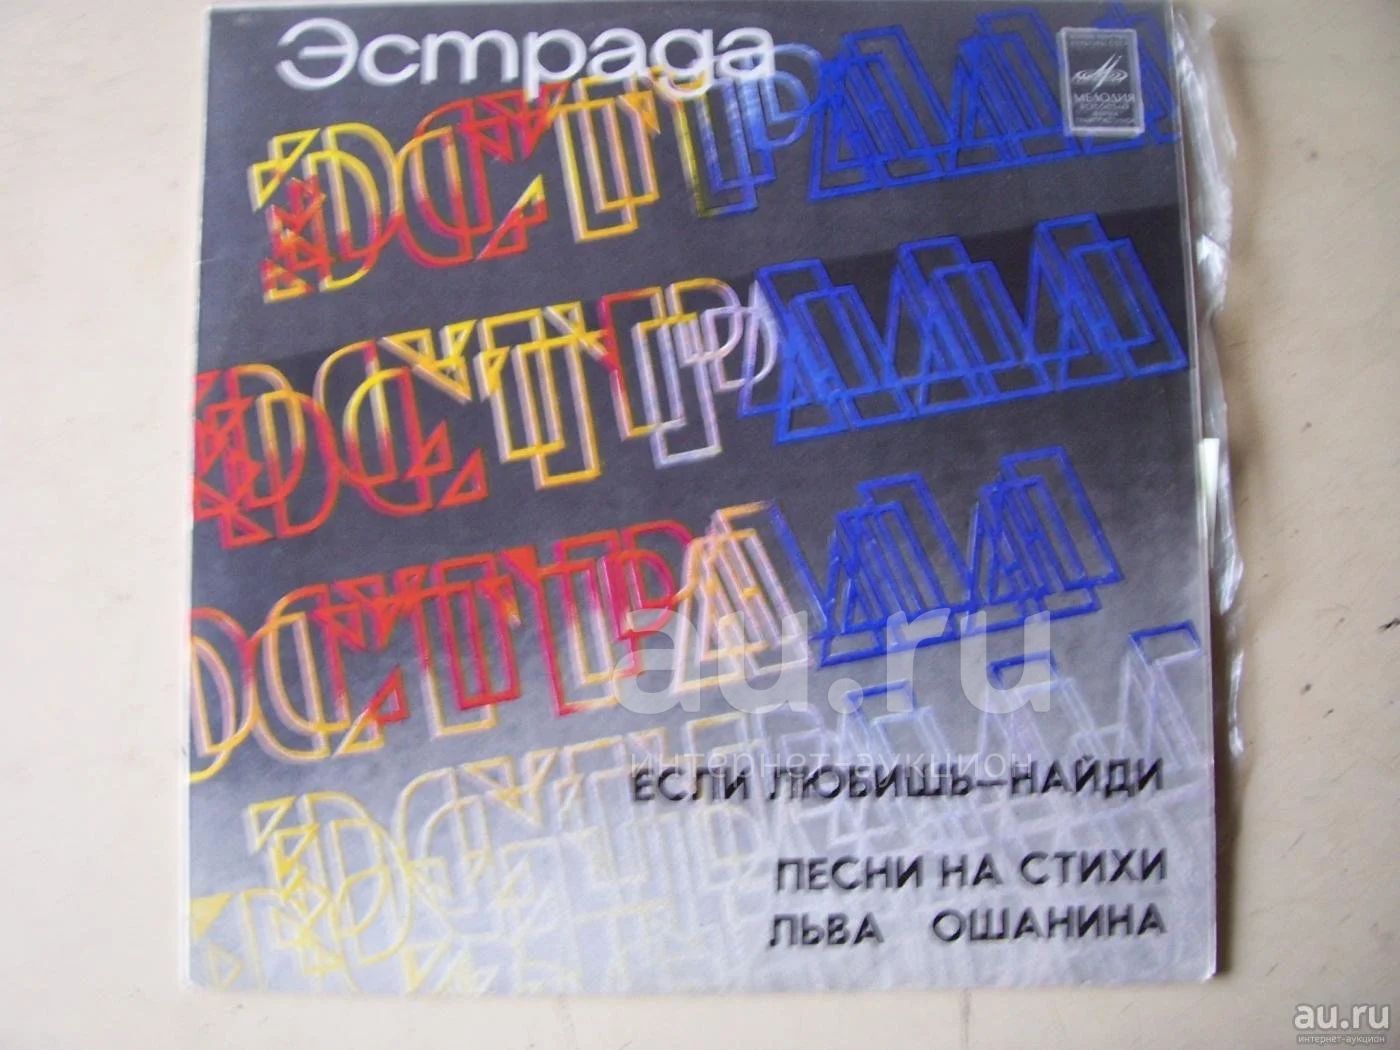 Эстрада
МЕЛОДИЯ
ЕСЛИ ЛЮБИШЬ—НАЙДИ
ПЕСНИ НА СТИХИ
ЛЬВА ОШАНИНА
au.ru
интернет-аукцион
au.ru
интернет-аукцион